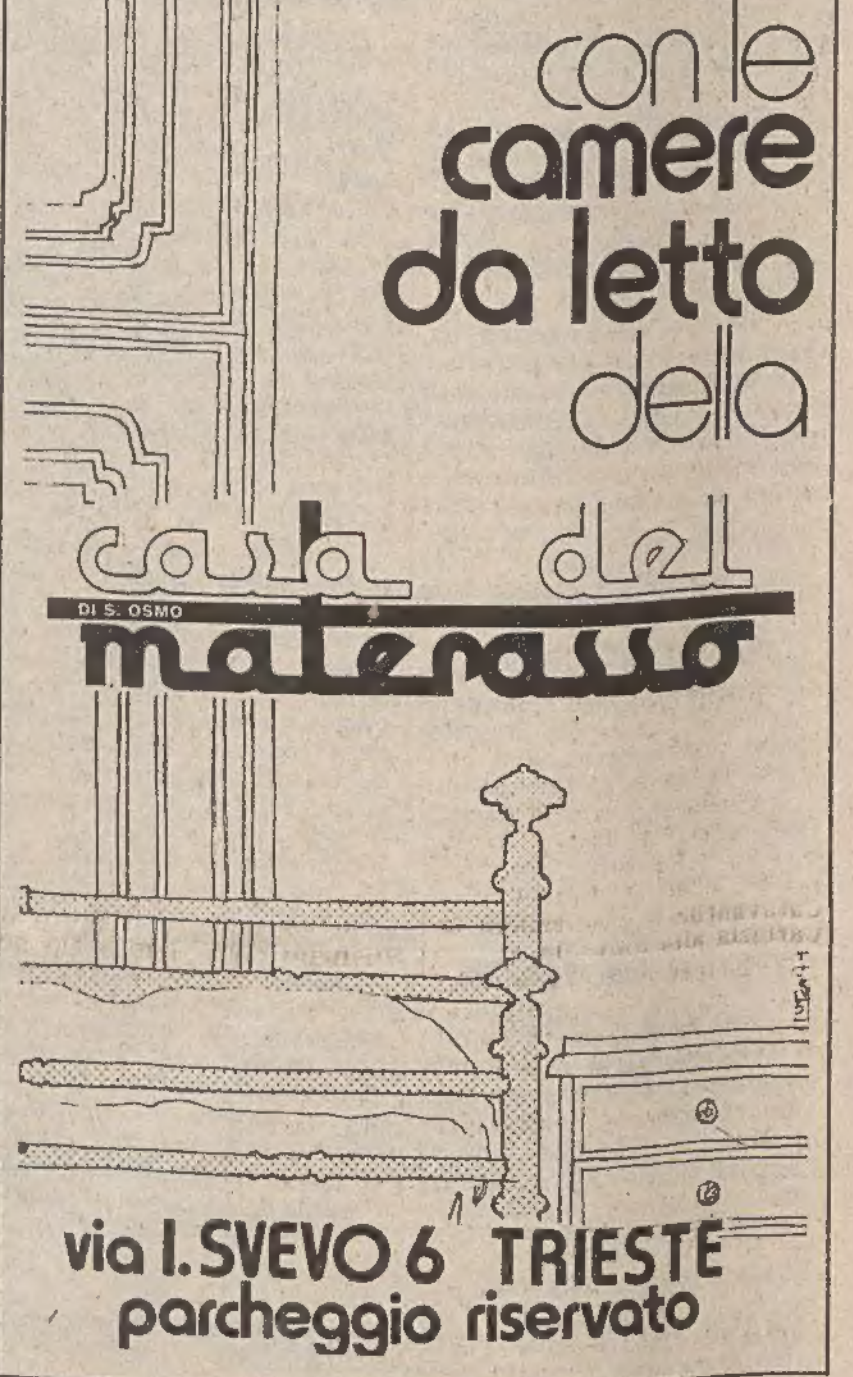 con le
camere
da letto
della
casa del
DI S. OSMO
materasso
via I. SVEVO 6 TRIESTE
parcheggio riservato